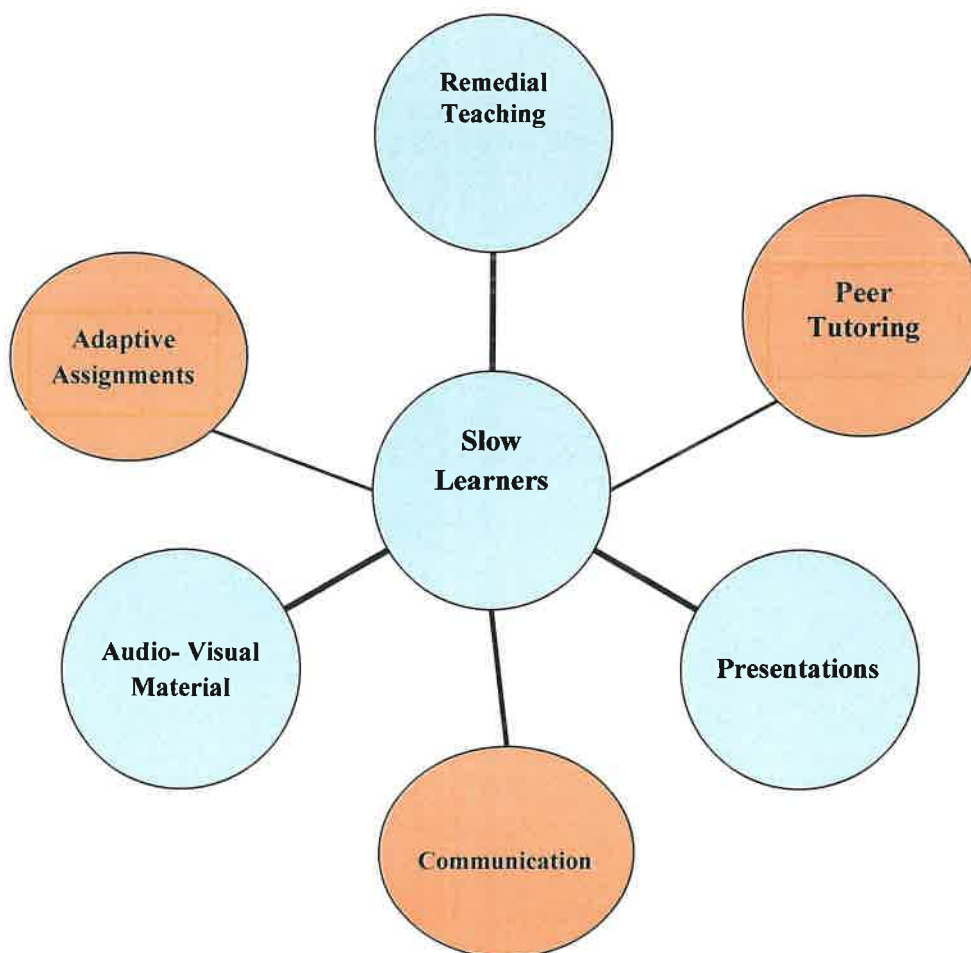 Remedial
Teaching
Peer
Tutoring
Adaptive
Assignments
Slow
Learners
Audio- Visual
Material
Presentations
Communication